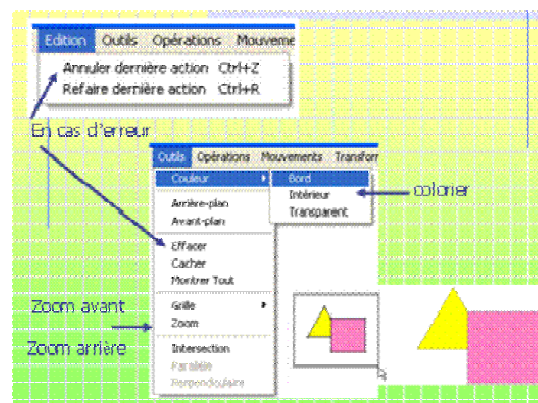 Edition Outils Opérations Mouveme
Annuler dernière action Ctrl+Z
Refaire dernière action Ctrl+R
En cas d'erreur
Outils Opérations Mouvements Transforr
Couleur
Bord
Intérieur
Transparent
colorier
Arrière-plan
Avant-plan
Effacer
Cacher
Montrer Tout
Zoom avant
Grille
Zoom
Zoom arrière
Intersection
Parallèle
Perpendiculaire